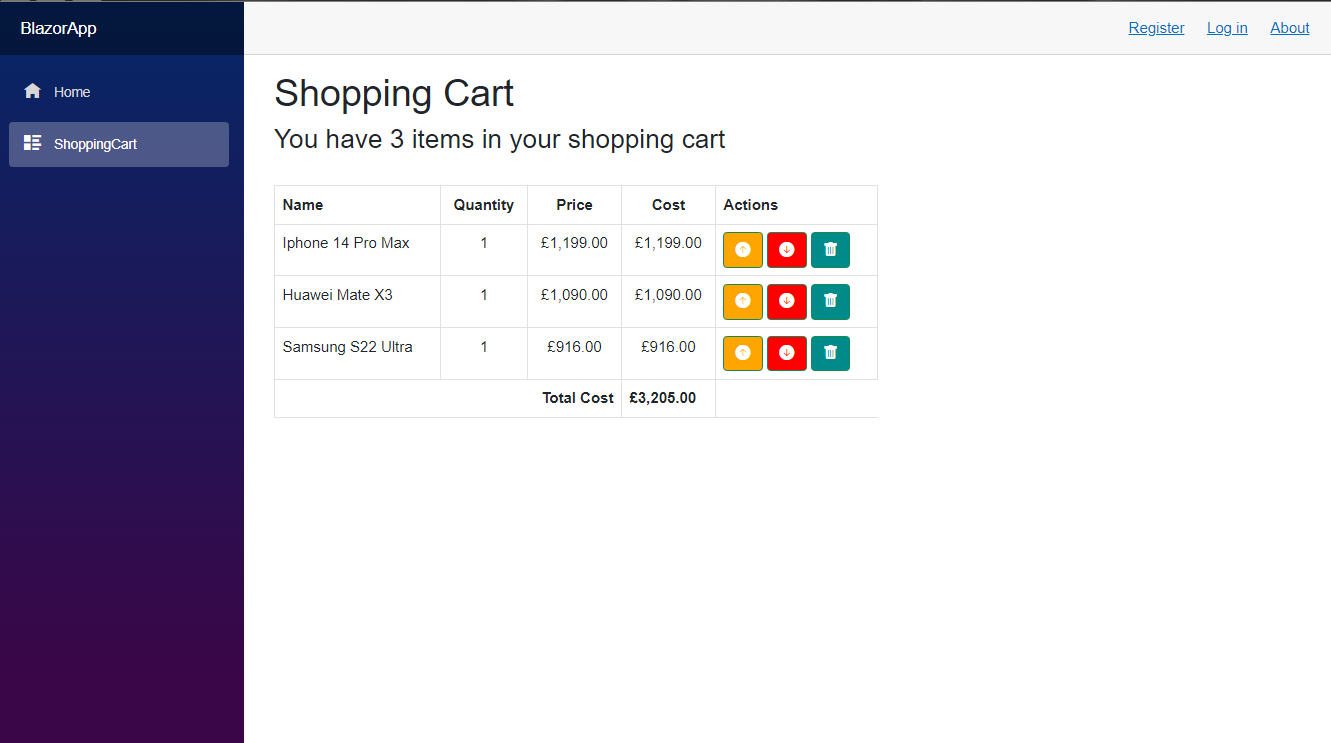 BlazorApp
Register Log in About
Home
ShoppingCart
Shopping Cart
You have 3 items in your shopping cart
Name Quantity Price Cost Actions
Iphone 14 Pro Max 1 £1,199.00 £1,199.00
Huawei Mate X3 1 £1,090.00 £1,090.00
Samsung S22 Ultra 1 £916.00 £916.00
Total Cost £3,205.00